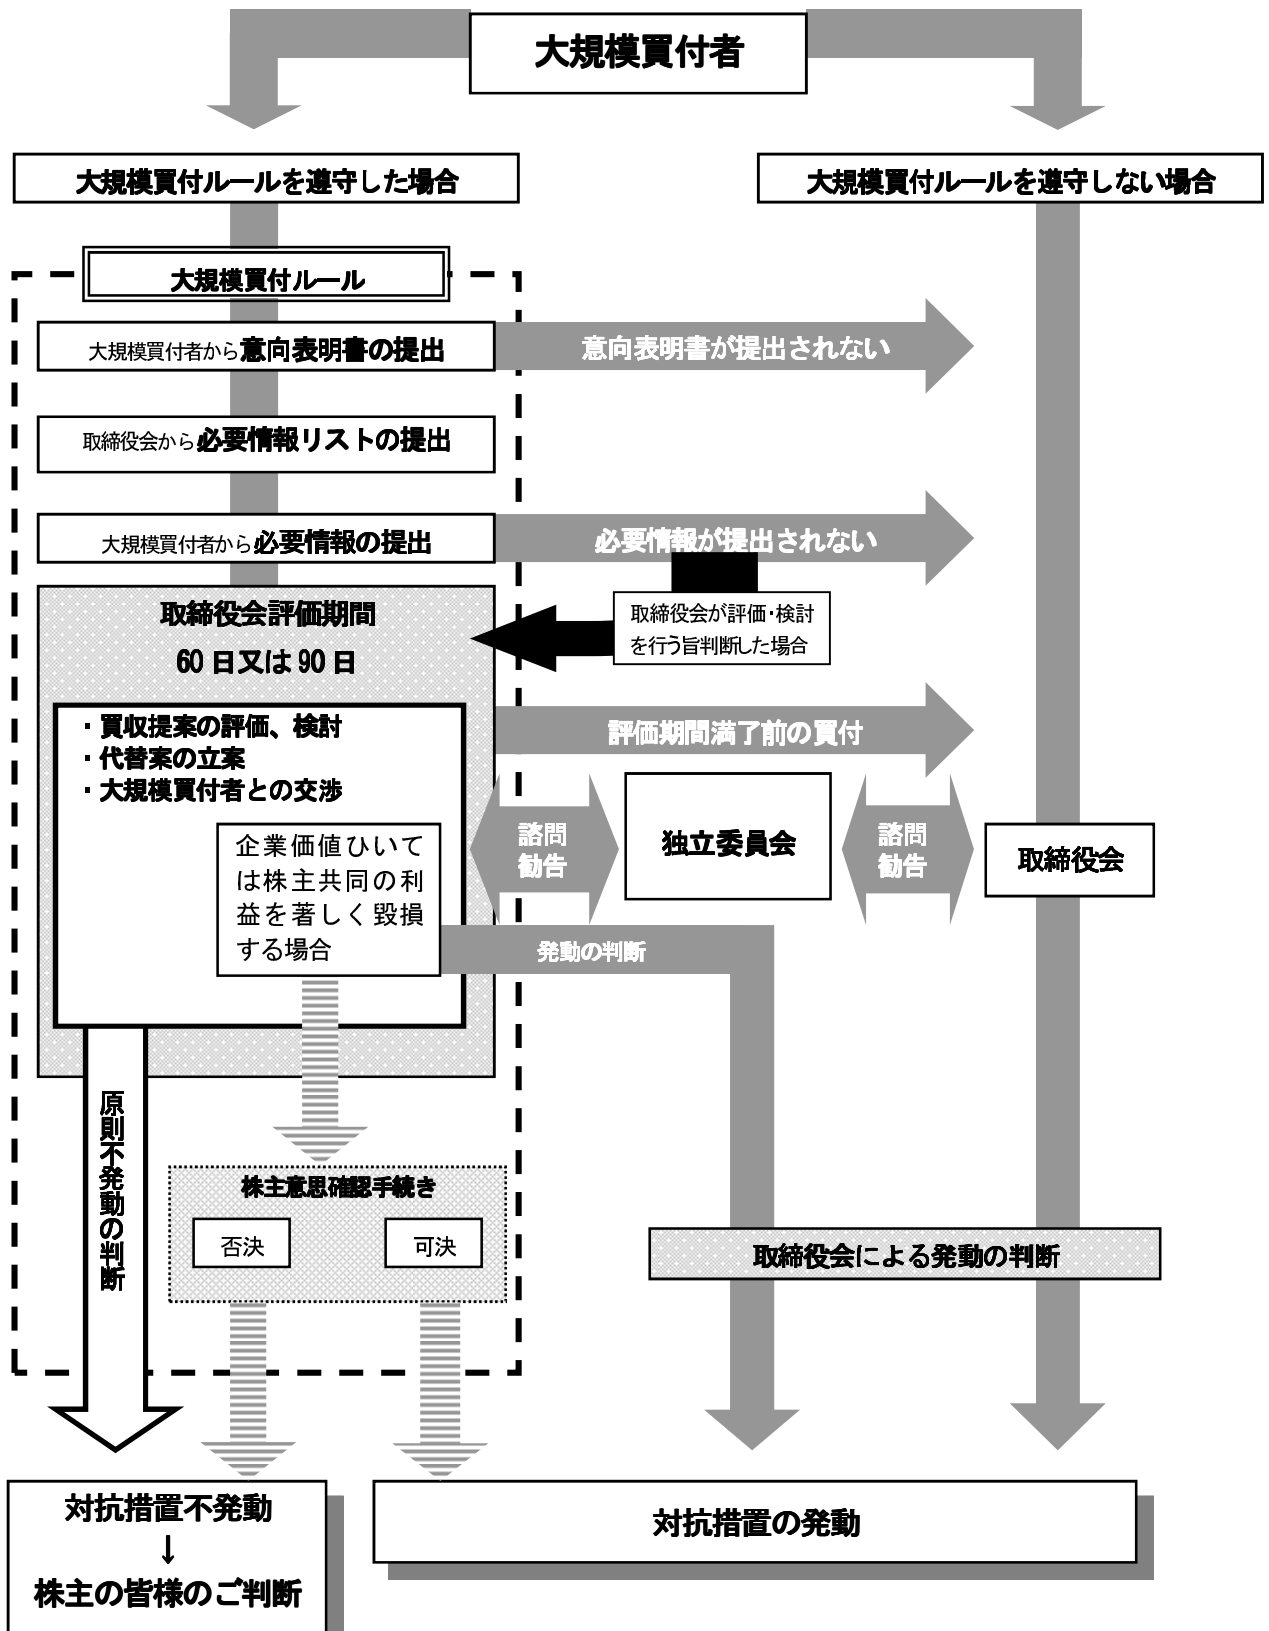 大規模買付者
大規模買付ルールを遵守した場合
大規模買付ルールを遵守しない場合
大規模買付ルール
大規模買付者から意向表明書の提出
意向表明書が提出されない
取締役会から必要情報リストの提出
大規模買付者から必要情報の提出
必要情報が提出されない
取締役会評価期間
60日又は90日
取締役会が評価・検討
を行う旨判断した場合
・買収提案の評価、検討
・代替案の立案
・大規模買付者との交渉
評価期間満了前の買付
企業価値ひいて
は株主共同の利
益を著しく毀損
する場合
諮問
勧告
独立委員会
諮問
勧告
取締役会
発動の判断
原則不発動の判断
株主意思確認手続き
否決
可決
取締役会による発動の判断
対抗措置不発動
↓
株主の皆様のご判断
対抗措置の発動